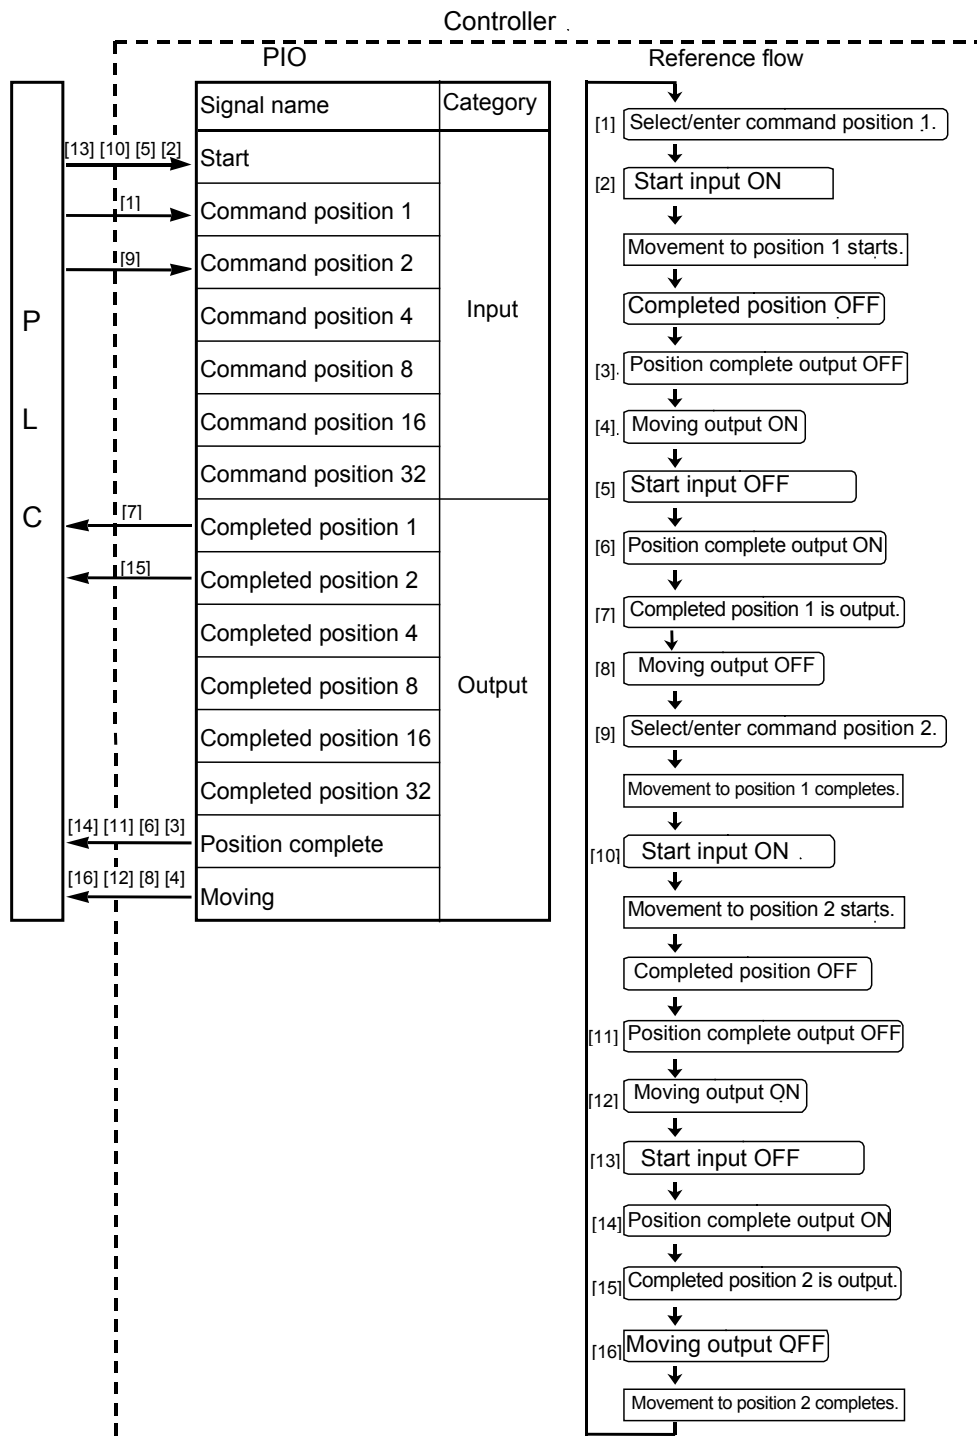 Controller
PIO
Reference flow
P
L
C
Signal name
Category
[13] [10] [5] [2]
Start
[1]
Command position 1
[9]
Command position 2
Command position 4
Command position 8
Command position 16
Command position 32
Input
[7]
Completed position 1
[15]
Completed position 2
Completed position 4
Completed position 8
Completed position 16
Completed position 32
Output
[14] [11] [6] [3]
Position complete
[16] [12] [8] [4]
Moving
[1] Select/enter command position 1.
[2] Start input ON
Movement to position 1 starts.
Completed position OFF
[3] Position complete output OFF
[4] Moving output ON
[5] Start input OFF
[6] Position complete output ON
[7] Completed position 1 is output.
[8] Moving output OFF
[9] Select/enter command position 2.
Movement to position 1 completes.
[10] Start input ON
Movement to position 2 starts.
Completed position OFF
[11] Position complete output OFF
[12] Moving output ON
[13] Start input OFF
[14] Position complete output ON
[15] Completed position 2 is output.
[16] Moving output OFF
Movement to position 2 completes.